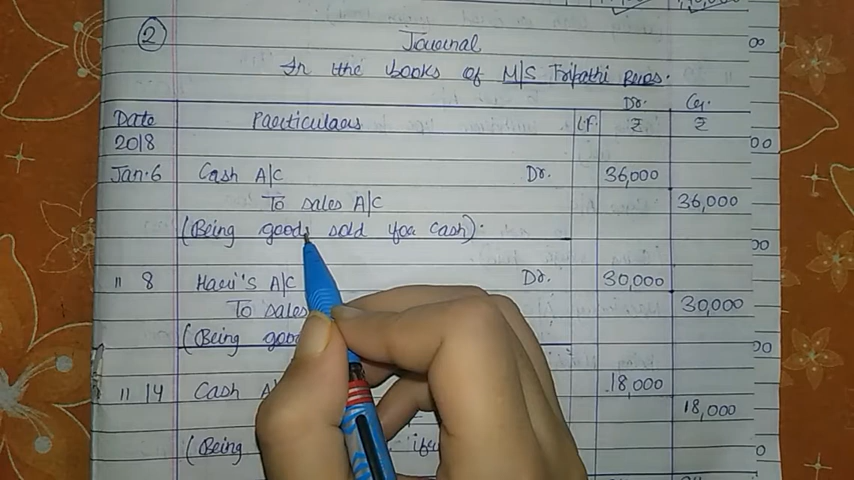 2
Journal
In the books of M/S Tripathi Bros.
Date Particulars L.F. Dr. ₹ Cr. ₹
2018
Jan. 6 Cash A/C Dr. 36,000
To sales A/C 36,000
(Being goods sold for cash).
" 8 Hari's A/C Dr. 30,000
To sales 30,000
(Being
" 14 Cash 18,000
18,000
(Being